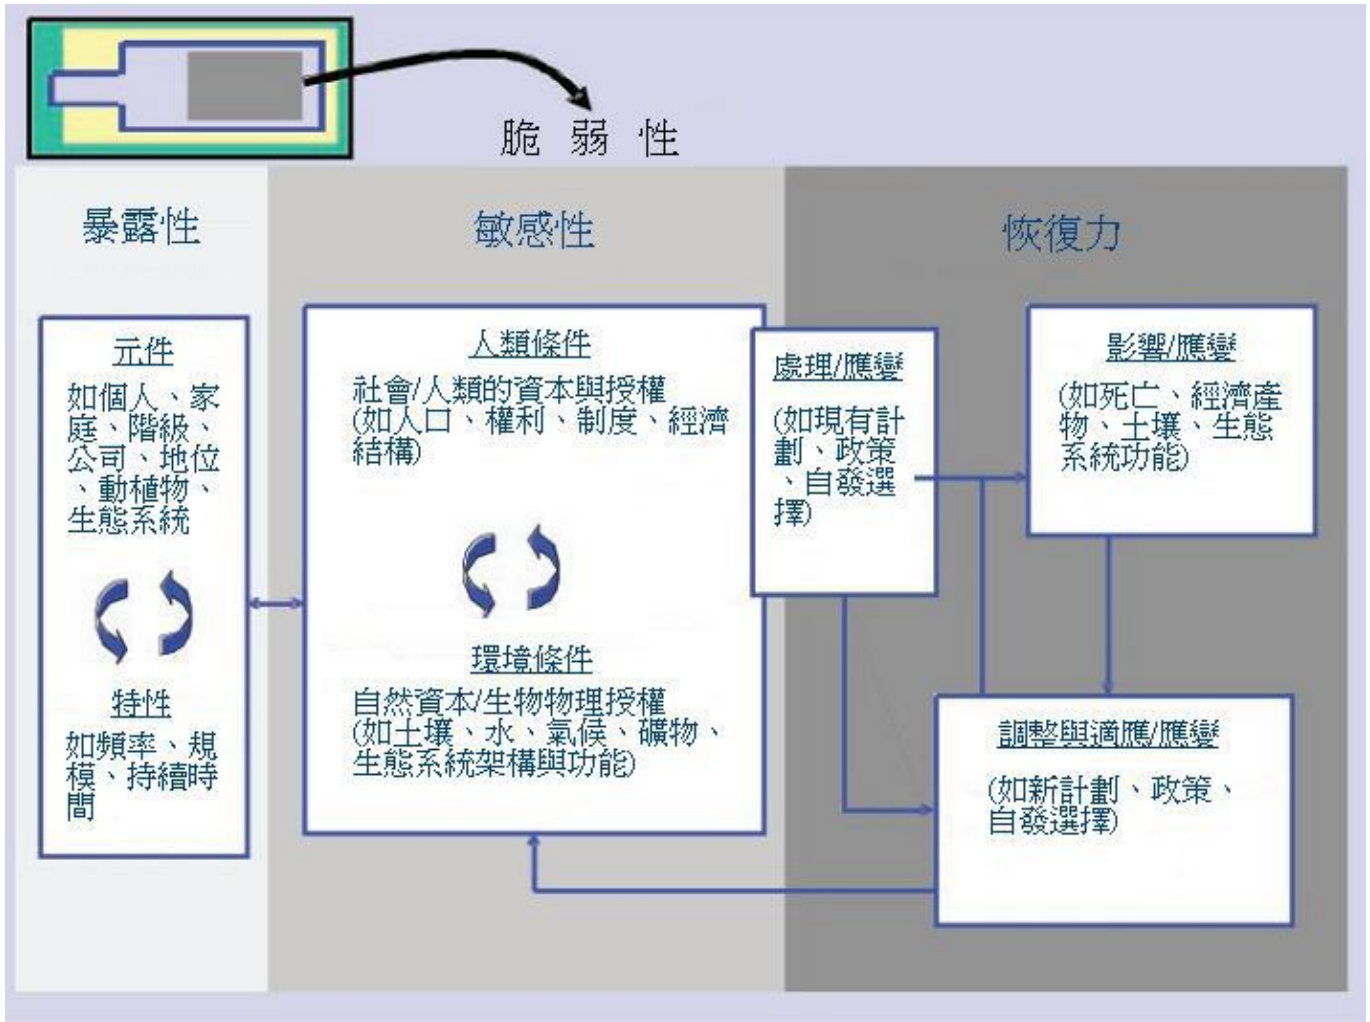 脆弱性
暴露性
敏感性
恢復力
元件
如個人、家
庭、階級、
公司、地位
、動植物、
生態系統
特性
如頻率、規
模、持續時
間
人類條件
社會/人類的資本與授權
(如人口、權利、制度、經濟
結構)
環境條件
自然資本/生物物理授權
(如土壤、水、氣候、礦物、
生態系統架構與功能)
處理/應變
(如現有計
劃、政策
、自發選
擇)
影響/應變
(如死亡、經濟產
物、土壤、生態
系統功能)
調整與適應/應變
(如新計劃、政策、
自發選擇)